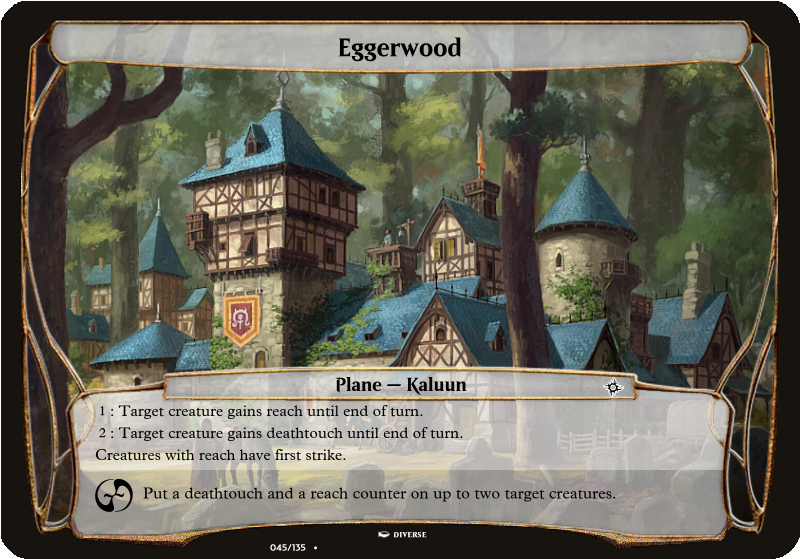 Eggerwood
Plane — Kaluun
1 : Target creature gains reach until end of turn.
2 : Target creature gains deathtouch until end of turn.
Creatures with reach have first strike.
Put a deathtouch and a reach counter on up to two target creatures.
DIVERSE
045/135 •